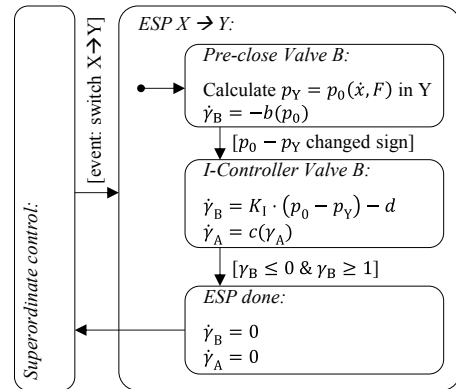 ESP X → Y:
Superordinate control:
[event: switch X→Y]
Pre-close Valve B:
Calculate p_Y = p_0(ẋ, F) in Y
γ̇_B = −b(p_0)
[p_0 − p_Y changed sign]
I-Controller Valve B:
γ̇_B = K_I · (p_0 − p_Y) − d
γ̇_A = c(γ_A)
[γ_B ≤ 0 & γ_B ≥ 1]
ESP done:
γ̇_B = 0
γ̇_A = 0